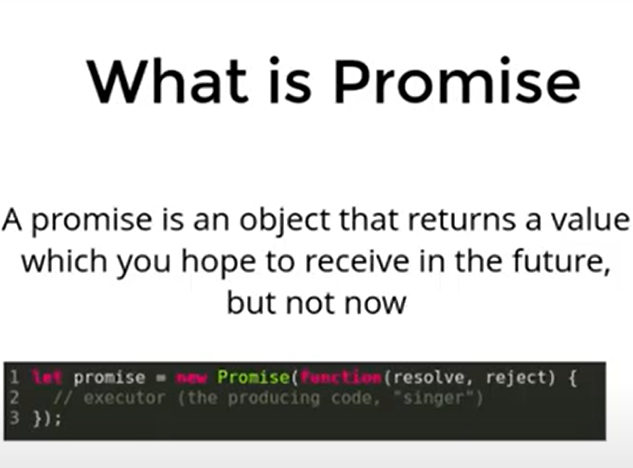 What is Promise
A promise is an object that returns a value
which you hope to receive in the future,
but not now
1 let promise = new Promise(function(resolve, reject) {
2   // executor (the producing code, "singer")
3 });